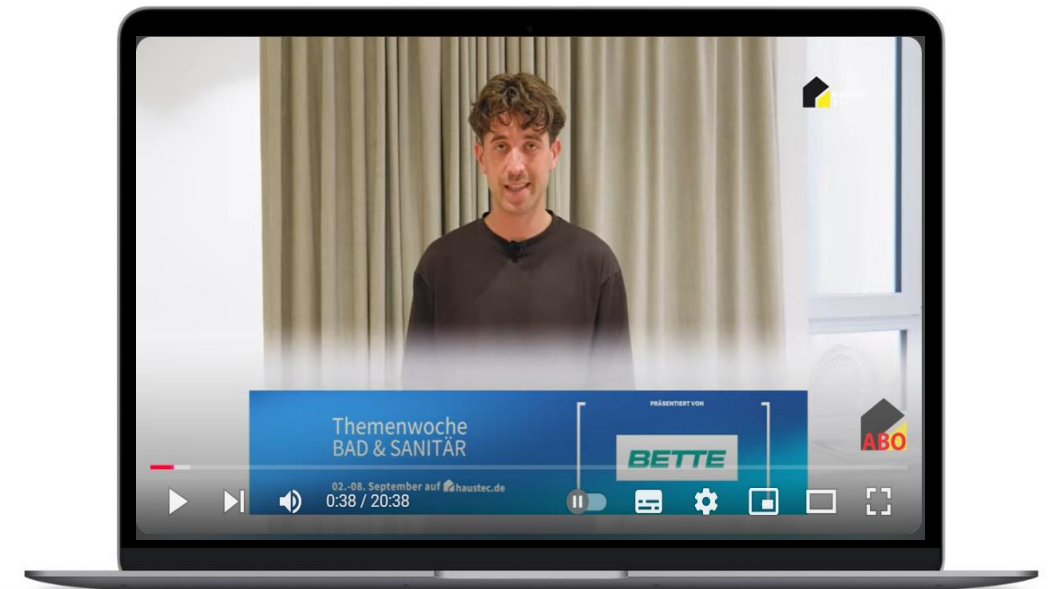 PRÄSENTIERT VON
Themenwoche
BAD & SANITÄR
BETTE
ABO
02.-08. September auf haustec.de
0:38 / 20:38